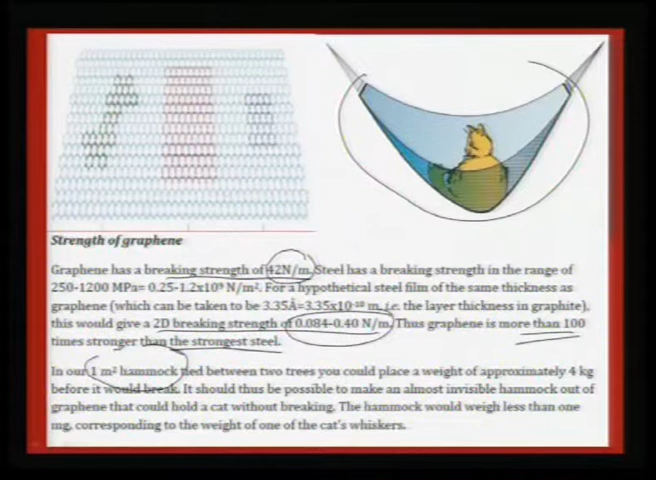 Strength of graphene
Graphene has a breaking strength of 42N/m. Steel has a breaking strength in the range of
250-1200 MPa= 0.25-1.2x10⁹ N/m². For a hypothetical steel film of the same thickness as
graphene (which can be taken to be 3.35Å=3.35x10⁻¹⁰ m, i.e. the layer thickness in graphite),
this would give a 2D breaking strength of 0.084-0.40 N/m. Thus graphene is more than 100
times stronger than the strongest steel.
In our 1 m² hammock tied between two trees you could place a weight of approximately 4 kg
before it would break. It should thus be possible to make an almost invisible hammock out of
graphene that could hold a cat without breaking. The hammock would weigh less than one
mg, corresponding to the weight of one of the cat's whiskers.